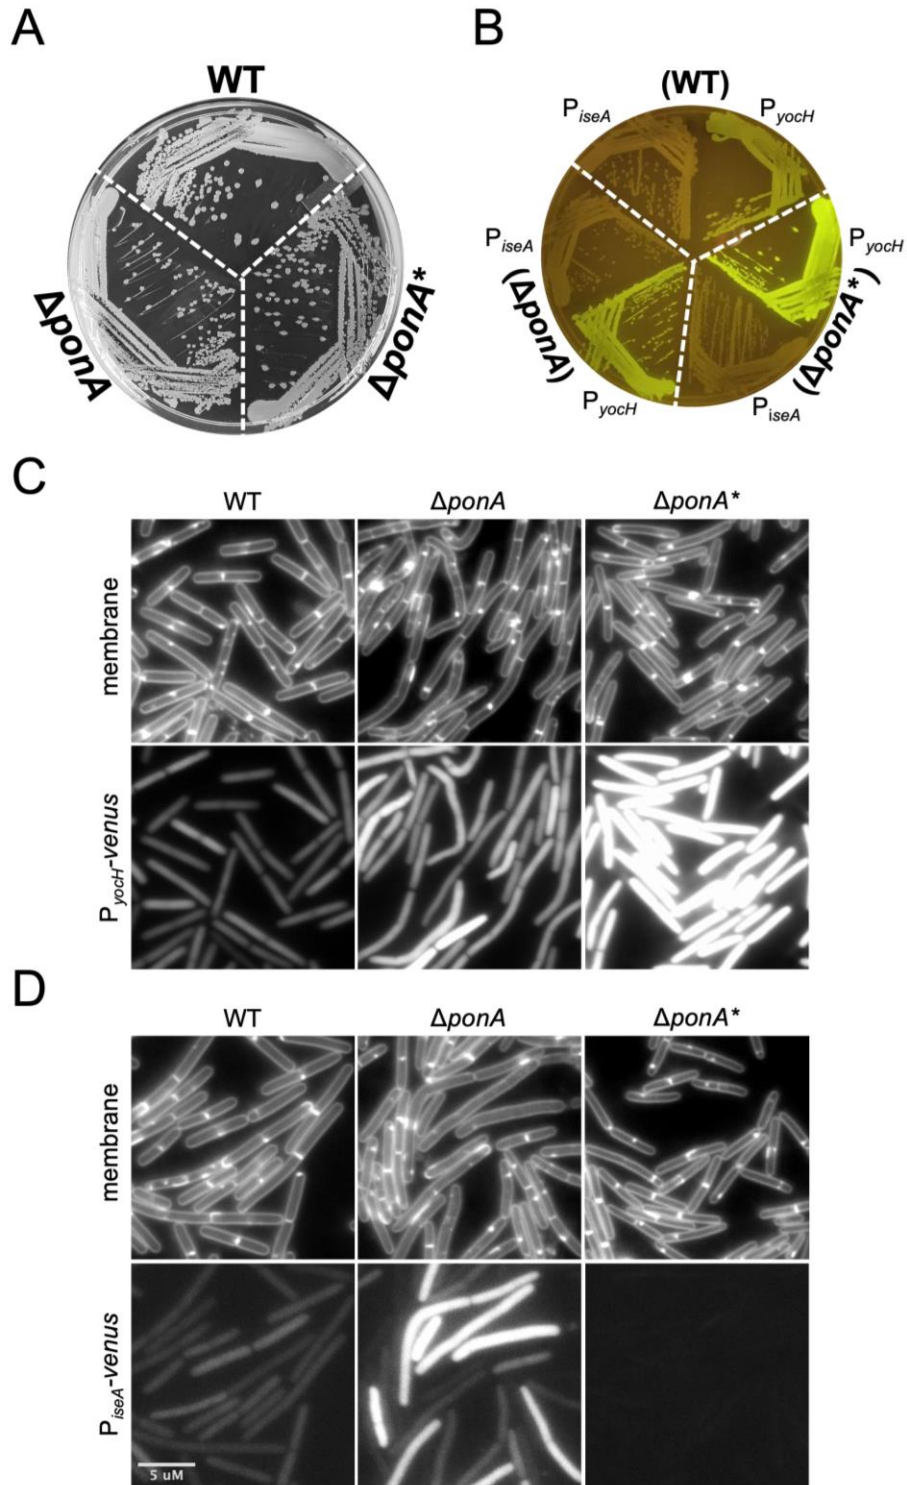 A
WT
ΔponA
ΔponA*
B
(WT)
PiseA
PyocH
PiseA
PyocH
(ΔponA)
(ΔponA*)
PyocH
PiseA
C
WT ΔponA ΔponA*
membrane
PyocH-venus
D
WT ΔponA ΔponA*
membrane
PiseA-venus
5 uM